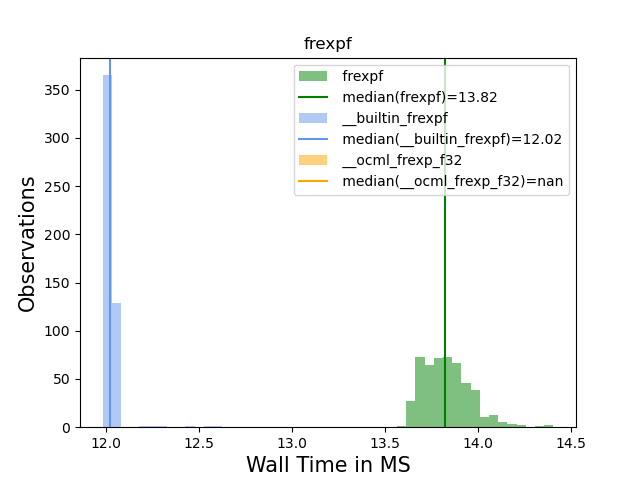 frexpf
frexpf
median(frexpf)=13.82
__builtin_frexpf
median(__builtin_frexpf)=12.02
__ocml_frexp_f32
median(__ocml_frexp_f32)=nan
Observations
350
300
250
200
150
100
50
0
12.0 12.5 13.0 13.5 14.0 14.5
Wall Time in MS